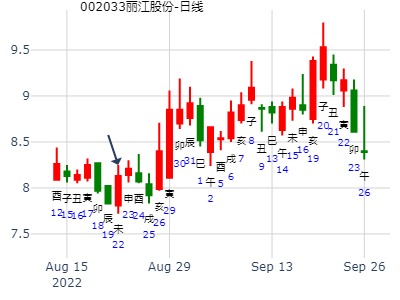 002033丽江股份-日线
9.5
9
8.5
8
7.5
酉
12
子
15
丑
16
寅
17
卯
18
辰
19
未
22
申
23
酉
24
戌
25
亥
26
寅
29
卯
30
辰
31
巳
1
午
2
酉
5
戌
6
亥
7
子
8
丑
9
巳
13
午
14
未
15
申
16
亥
19
子
20
丑
21
寅
22
卯
23
午
26
Aug 15
2022
Aug 29
Sep 13
Sep 26